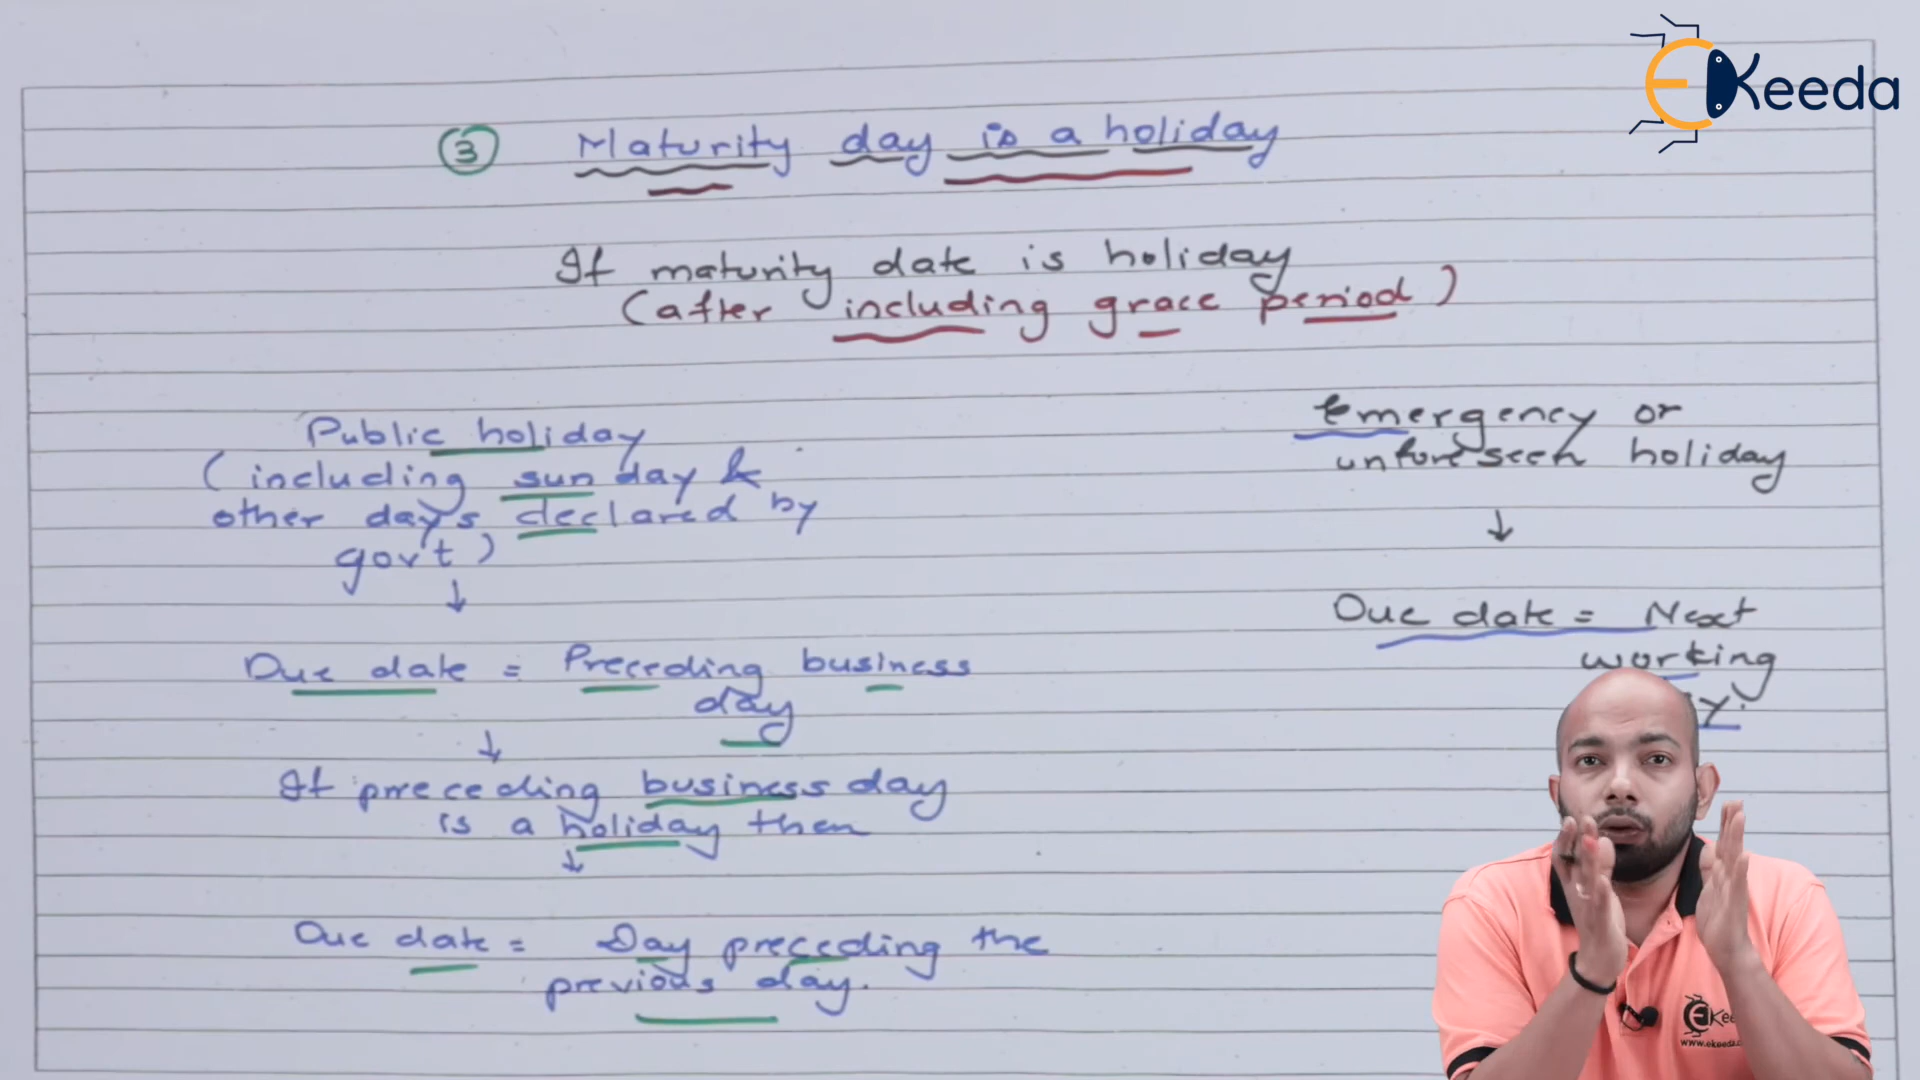 EKeeda
3 Maturity day is a holiday
If maturity date is holiday
(after including grace period)
Public holiday
(including sunday &
other days declared by
govt)
↓
Due date = Preceding business
day
↓
If preceding business day
is a holiday then
↓
Due date = Day preceding the
previous day.
Emergency or
unforeseen holiday
↓
Due date = Next
working